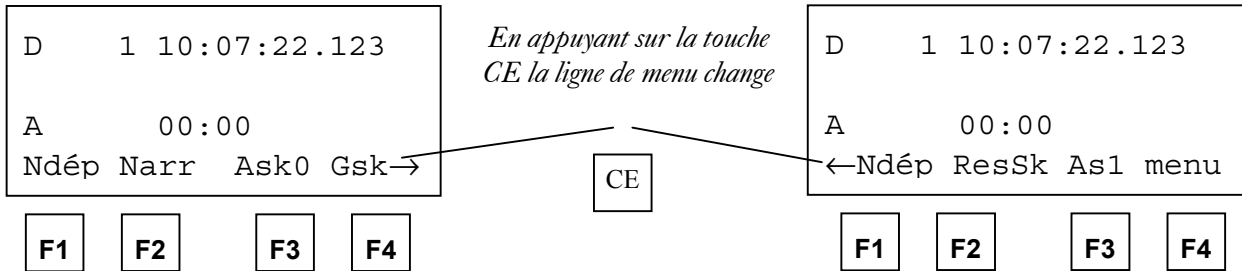 D 1 10:07:22.123
A 00:00
Ndép Narr Ask0 Gsk→
F1 F2 F3 F4
En appuyant sur la touche
CE la ligne de menu change
CE
D 1 10:07:22.123
A 00:00
←Ndép ResSk As1 menu
F1 F2 F3 F4